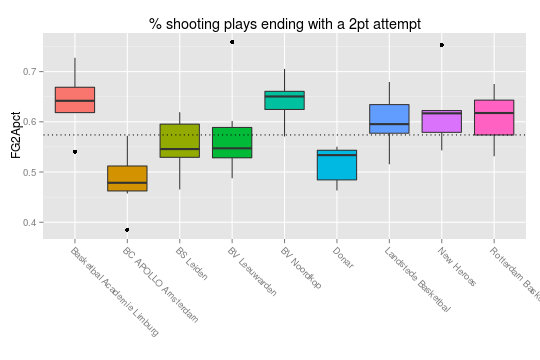 % shooting plays ending with a 2pt attempt
FG2Apct
0.7
0.6
0.5
0.4
Basketbal Academie Limburg
BC APOLLO Amsterdam
BS Leiden
BV Leeuwarden
BV Noordkop
Donar
Landstede Basketbal
New Heroes
Rotterdam Bask